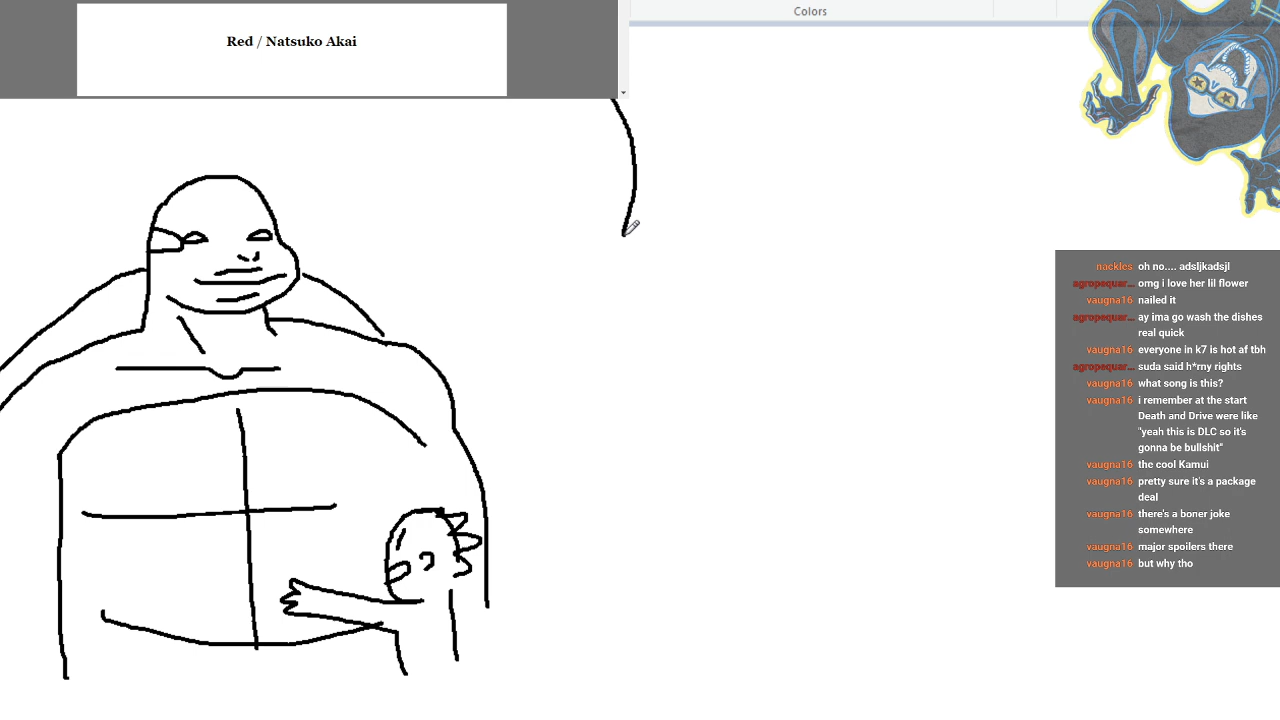 Red / Natsuko Akai
Colors
nackles oh no.... adsljkadsjl
agropequar... omg i love her lil flower
vaugna16 nailed it
agropequar... ay ima go wash the dishes
real quick
vaugna16 everyone in k7 is hot af tbh
agropequar... suda said h*rny rights
vaugna16 what song is this?
vaugna16 i remember at the start
Death and Drive were like
"yeah this is DLC so it's
gonna be bullshit"
vaugna16 the cool Kamui
vaugna16 pretty sure it's a package
deal
vaugna16 there's a boner joke
somewhere
vaugna16 major spoilers there
vaugna16 but why tho